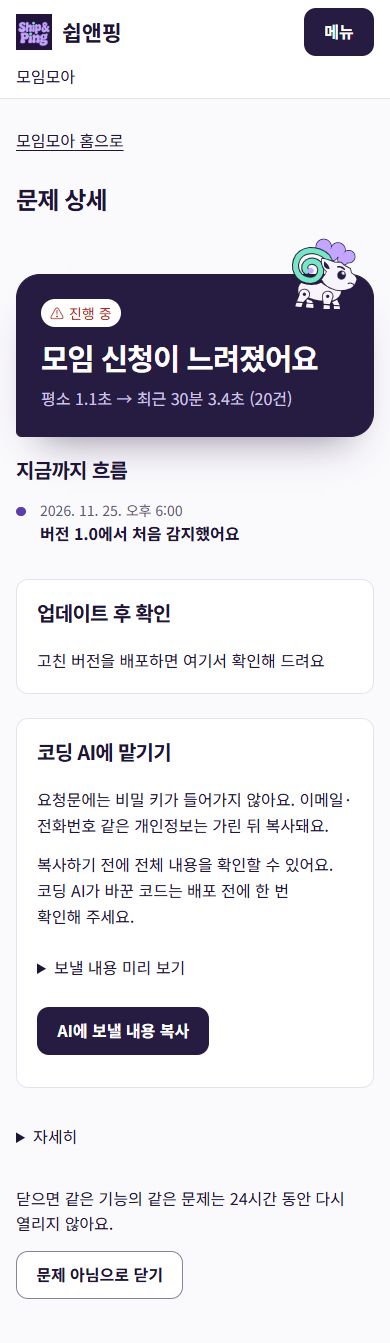 Ship&
Ping
쉽앤핑
메뉴
모임모아
모임모아 홈으로
문제 상세
진행 중
모임 신청이 느려졌어요
평소 1.1초 → 최근 30분 3.4초 (20건)
지금까지 흐름
2026. 11. 25. 오후 6:00
버전 1.0에서 처음 감지했어요
업데이트 후 확인
고친 버전을 배포하면 여기서 확인해 드려요
코딩 AI에 맡기기
요청문에는 비밀 키가 들어가지 않아요. 이메일·
전화번호 같은 개인정보는 가린 뒤 복사돼요.
복사하기 전에 전체 내용을 확인할 수 있어요.
코딩 AI가 바꾼 코드는 배포 전에 한 번
확인해 주세요.
▶ 보낼 내용 미리 보기
AI에 보낼 내용 복사
▶ 자세히
닫으면 같은 기능의 같은 문제는 24시간 동안 다시
열리지 않아요.
문제 아님으로 닫기